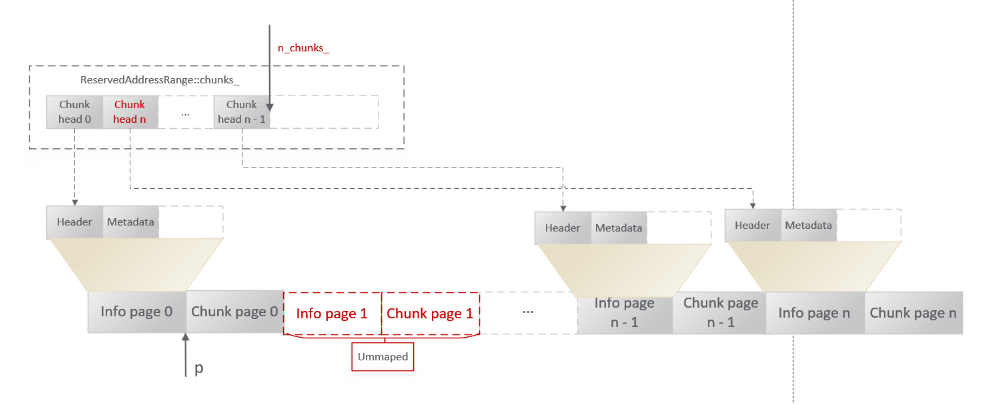 n_chunks_
ReservedAddressRange::chunks_
Chunk
head 0
Chunk
head n
...
Chunk
head n - 1
Header
Metadata
Header
Metadata
Header
Metadata
Info page 0
Chunk page 0
Info page 1
Chunk page 1
...
Info page
n - 1
Chunk page
n - 1
Info page n
Chunk page n
Ummaped
p